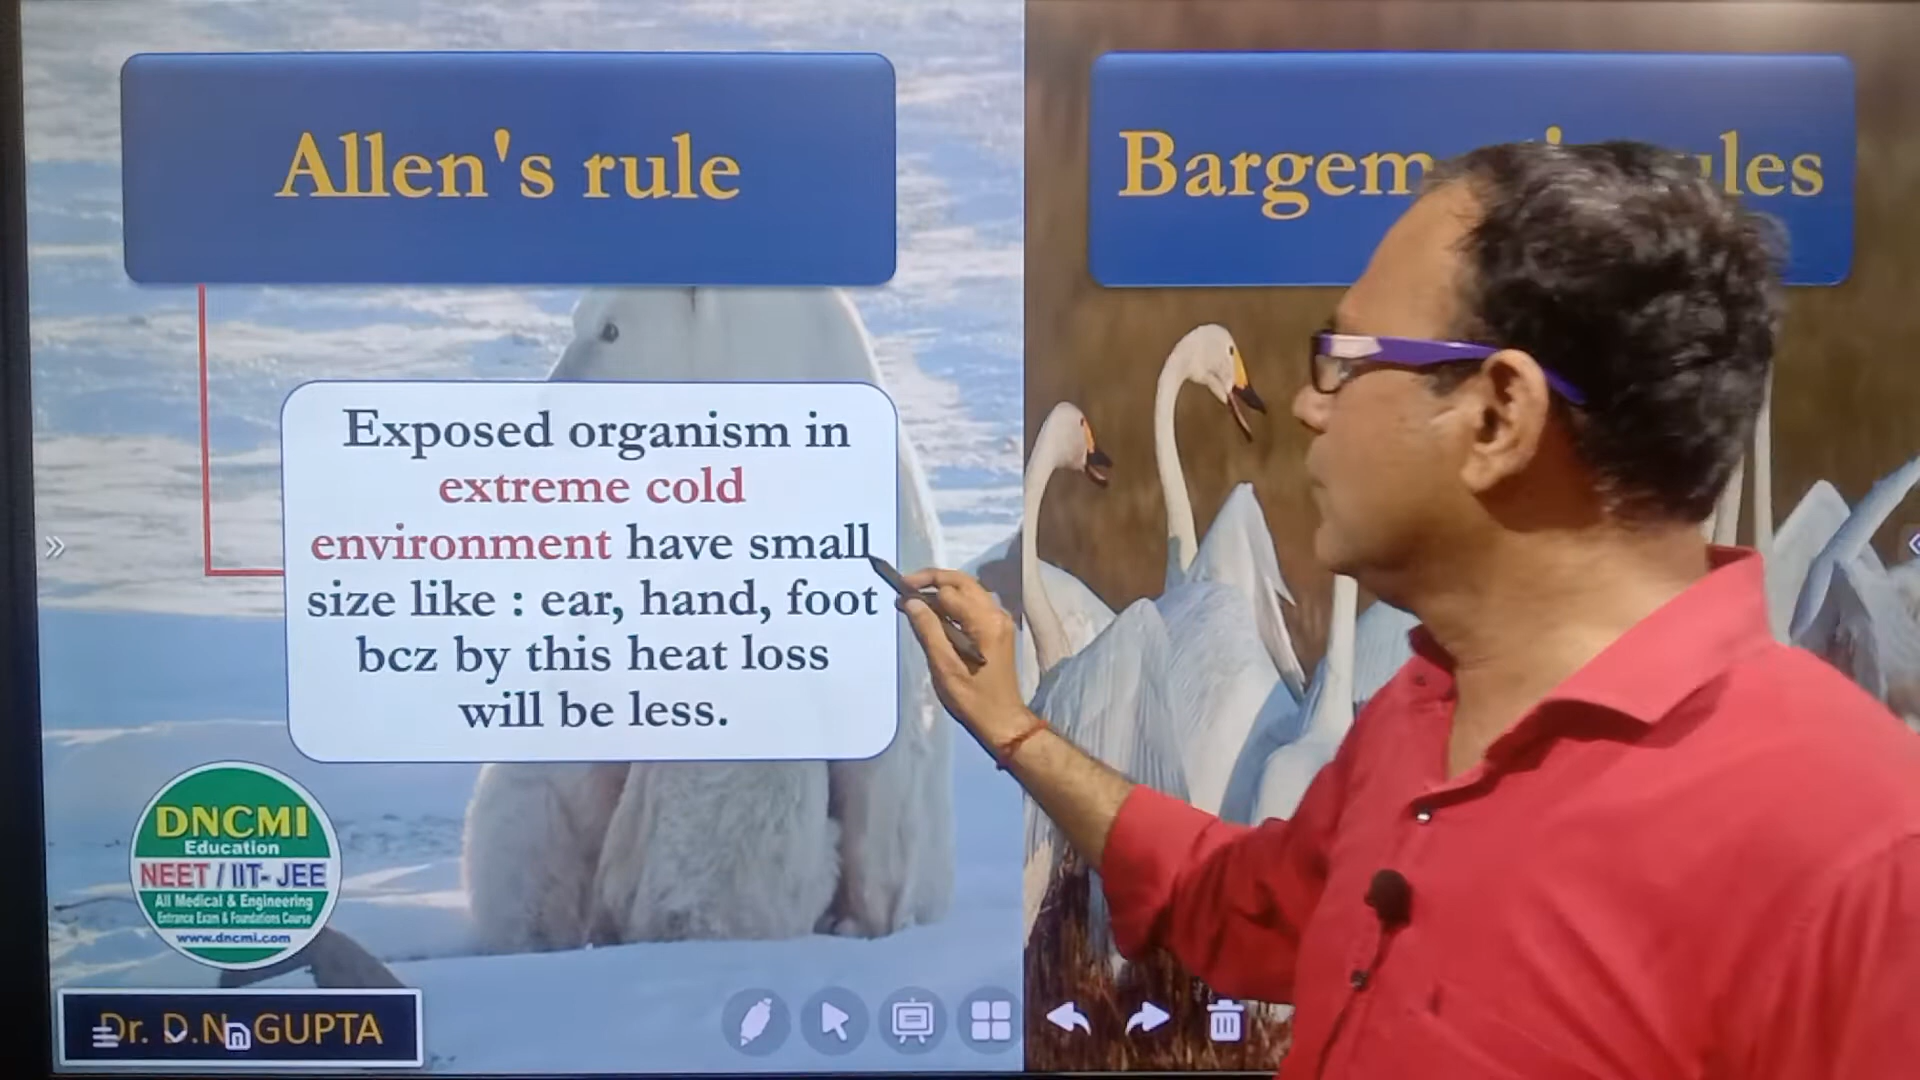 Allen's rule
Exposed organism in
extreme cold
environment have small
size like : ear, hand, foot
bcz by this heat loss
will be less.
DNCMI
Education
NEET / IIT- JEE
All Medical & Engineering
Entrance Exam & Foundations Course
www.dncmi.com
Dr. D.N. GUPTA